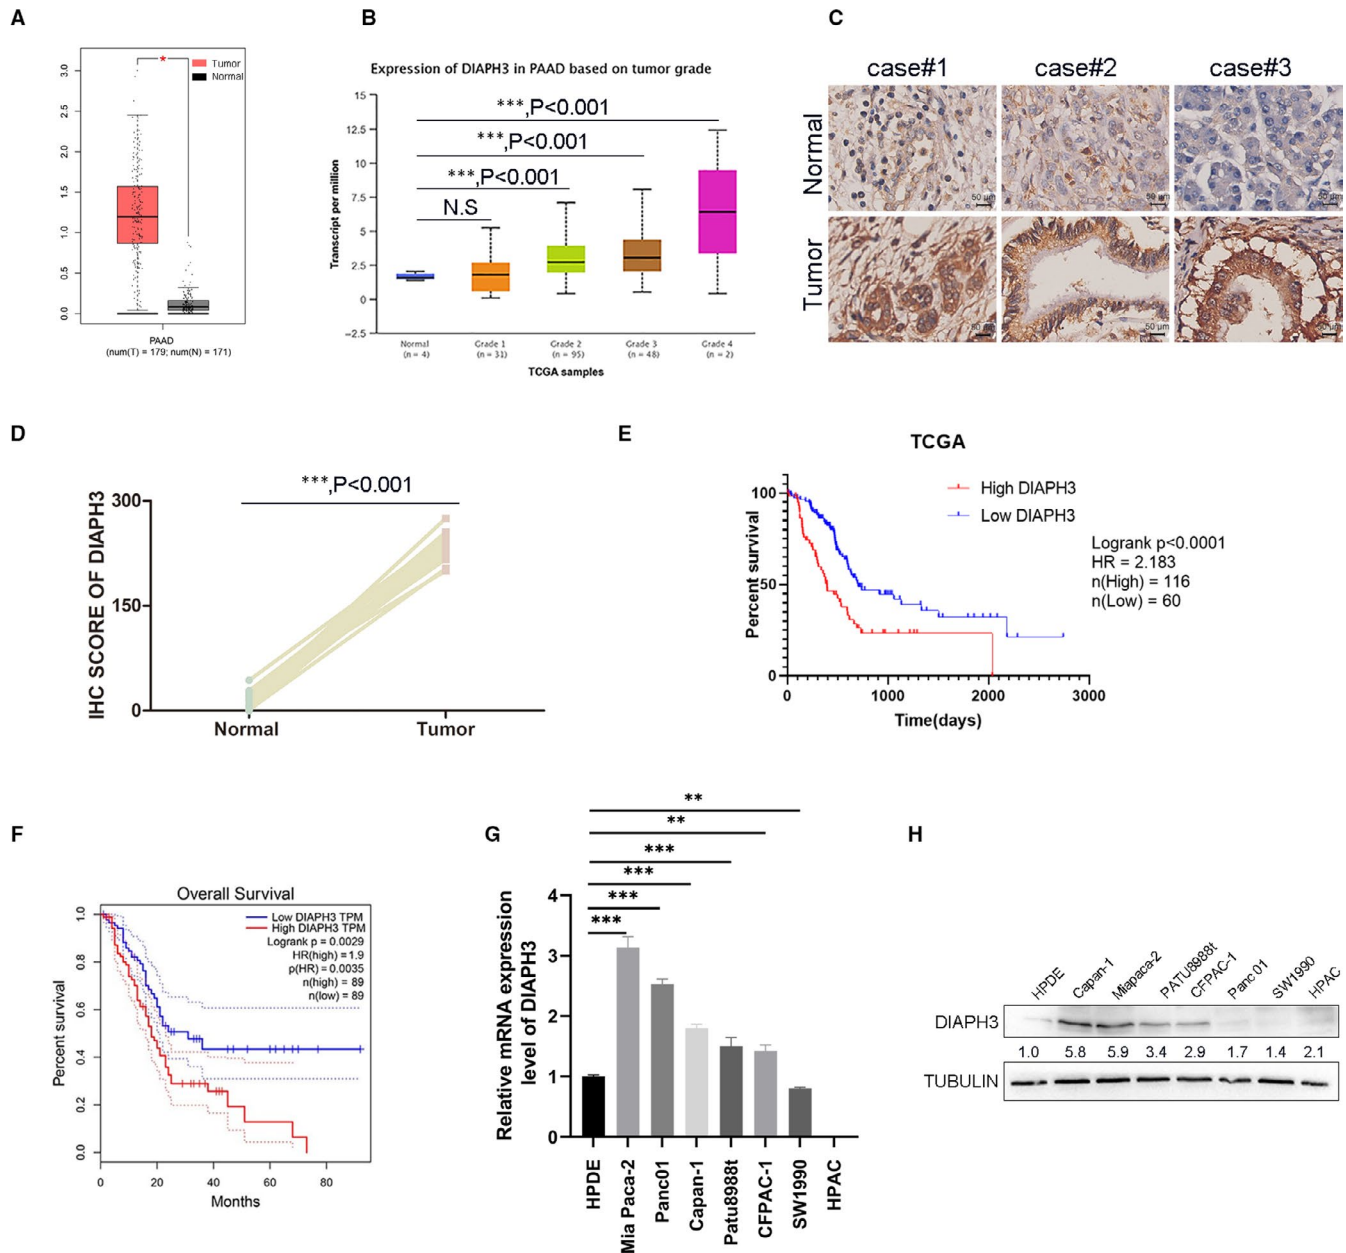 A
Tumor
Normal
*
3.0
2.5
2.0
1.5
1.0
0.5
0.0
PAAD
(num(T) = 179; num(N) = 171)
B
Expression of DIAPH3 in PAAD based on tumor grade
Transcript per million
15
12.5
10
7.5
5
2.5
0
−2.5
***,P<0.001
***,P<0.001
***,P<0.001
N.S
Normal
(n = 4)
Grade 1
(n = 31)
Grade 2
(n = 95)
Grade 3
(n = 48)
Grade 4
(n = 2)
TCGA samples
C
case#1 case#2 case#3
Normal
50 µm 50 µm 50 µm
Tumor
50 µm 50 µm 50 µm
D
***,P<0.001
IHC SCORE OF DIAPH3
300
150
0
Normal Tumor
E
TCGA
High DIAPH3
Low DIAPH3
Logrank p<0.0001
HR = 2.183
n(High) = 116
n(Low) = 60
Percent survival
100
50
0
0 1000 2000 3000
Time(days)
F
Overall Survival
Low DIAPH3 TPM
High DIAPH3 TPM
Logrank p = 0.0029
HR(high) = 1.9
p(HR) = 0.0035
n(high) = 89
n(low) = 89
Percent survival
1.0
0.8
0.6
0.4
0.2
0.0
0 20 40 60 80
Months
G
**
**
***
***
***
***
Relative mRNA expression
level of DIAPH3
4
3
2
1
0
HPDE
Mia Paca-2
Panc01
Capan-1
Patu8988t
CFPAC-1
SW1990
HPAC
H
HPDE Capan-1 Miapaca-2 PATU8988t CFPAC-1 Panc 01 SW1990 HPAC
DIAPH3
1.0 5.8 5.9 3.4 2.9 1.7 1.4 2.1
TUBULIN